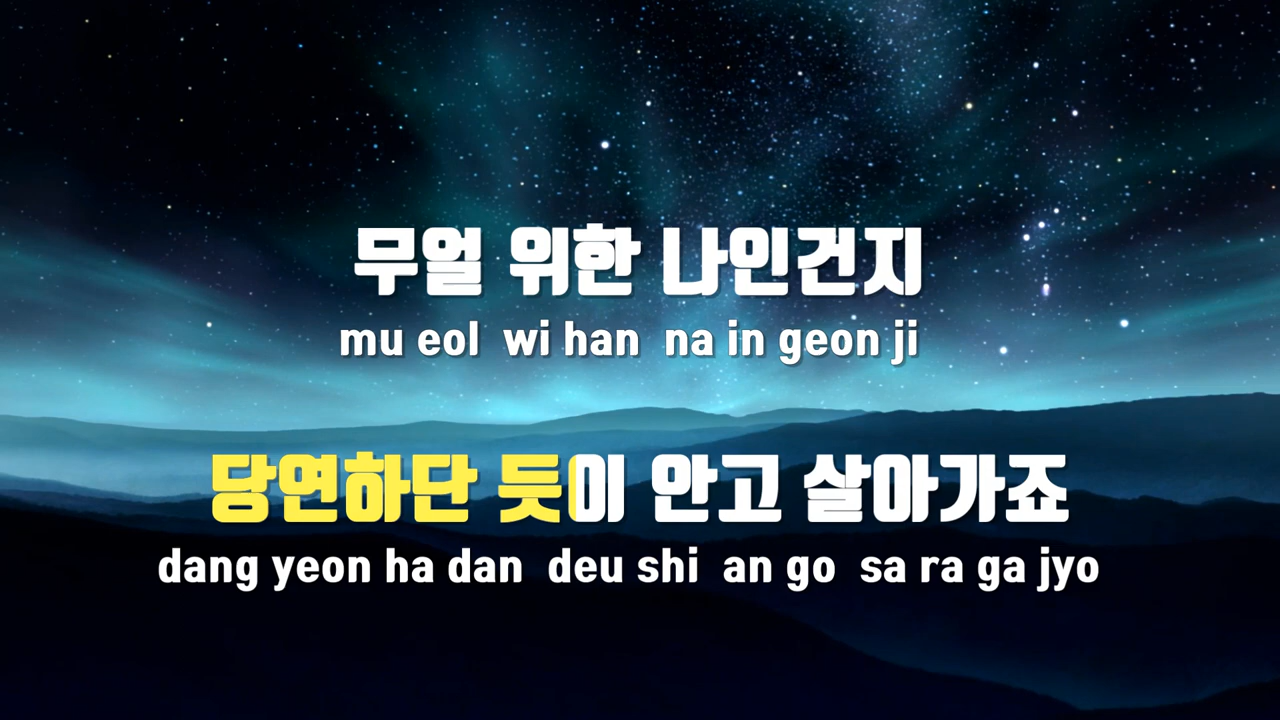 무얼 위한 나인건지
mu eol wi han na in geon ji
당연하단 듯이 안고 살아가죠
dang yeon ha dan deu shi an go sa ra ga jyo